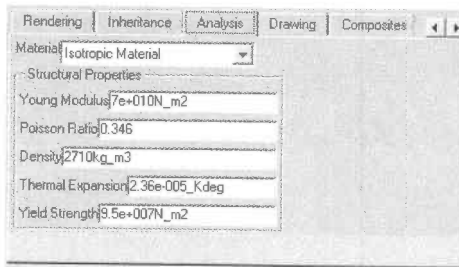 Rendering Inheritance Analysis Drawing Composites
Material Isotropic Material
Structural Properties
Young Modulus 7e+010N_m2
Poisson Ratio 0.346
Density 2710kg_m3
Thermal Expansion 2.36e-005_Kdeg
Yield Strength 9.5e+007N_m2